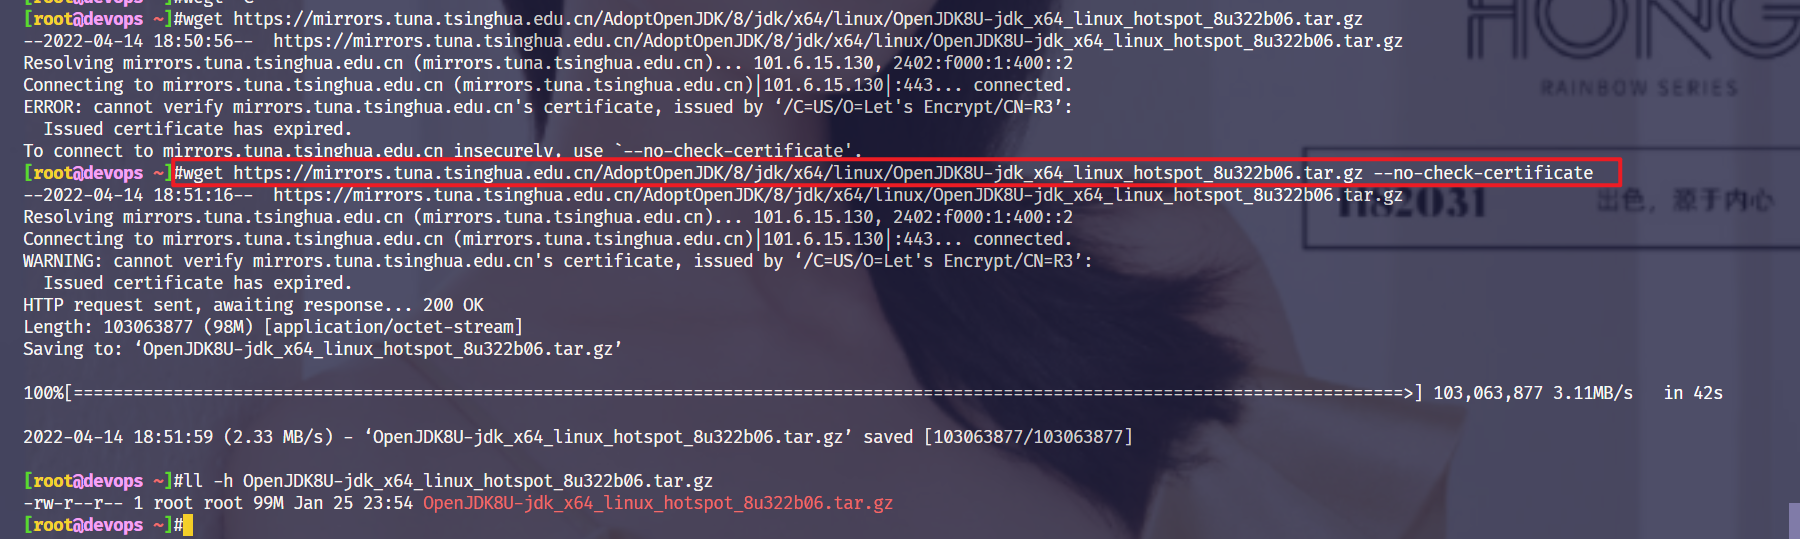 [root@devops ~]#wget https://mirrors.tuna.tsinghua.edu.cn/AdoptOpenJDK/8/jdk/x64/linux/OpenJDK8U-jdk_x64_linux_hotspot_8u322b06.tar.gz
--2022-04-14 18:50:56--  https://mirrors.tuna.tsinghua.edu.cn/AdoptOpenJDK/8/jdk/x64/linux/OpenJDK8U-jdk_x64_linux_hotspot_8u322b06.tar.gz
Resolving mirrors.tuna.tsinghua.edu.cn (mirrors.tuna.tsinghua.edu.cn)... 101.6.15.130, 2402:f000:1:400::2
Connecting to mirrors.tuna.tsinghua.edu.cn (mirrors.tuna.tsinghua.edu.cn)|101.6.15.130|:443... connected.
ERROR: cannot verify mirrors.tuna.tsinghua.edu.cn's certificate, issued by ‘/C=US/O=Let's Encrypt/CN=R3’:
  Issued certificate has expired.
To connect to mirrors.tuna.tsinghua.edu.cn insecurely, use `--no-check-certificate'.
[root@devops ~]#wget https://mirrors.tuna.tsinghua.edu.cn/AdoptOpenJDK/8/jdk/x64/linux/OpenJDK8U-jdk_x64_linux_hotspot_8u322b06.tar.gz --no-check-certificate
--2022-04-14 18:51:16--  https://mirrors.tuna.tsinghua.edu.cn/AdoptOpenJDK/8/jdk/x64/linux/OpenJDK8U-jdk_x64_linux_hotspot_8u322b06.tar.gz
Resolving mirrors.tuna.tsinghua.edu.cn (mirrors.tuna.tsinghua.edu.cn)... 101.6.15.130, 2402:f000:1:400::2
Connecting to mirrors.tuna.tsinghua.edu.cn (mirrors.tuna.tsinghua.edu.cn)|101.6.15.130|:443... connected.
WARNING: cannot verify mirrors.tuna.tsinghua.edu.cn's certificate, issued by ‘/C=US/O=Let's Encrypt/CN=R3’:
  Issued certificate has expired.
HTTP request sent, awaiting response... 200 OK
Length: 103063877 (98M) [application/octet-stream]
Saving to: ‘OpenJDK8U-jdk_x64_linux_hotspot_8u322b06.tar.gz’
100%[=====================================================================================================================================>] 103,063,877 3.11MB/s   in 42s
2022-04-14 18:51:59 (2.33 MB/s) - ‘OpenJDK8U-jdk_x64_linux_hotspot_8u322b06.tar.gz’ saved [103063877/103063877]
[root@devops ~]#ll -h OpenJDK8U-jdk_x64_linux_hotspot_8u322b06.tar.gz
-rw-r--r-- 1 root root 99M Jan 25 23:54 OpenJDK8U-jdk_x64_linux_hotspot_8u322b06.tar.gz
[root@devops ~]#
HONG
RAINBOW SERIES
H82031
出色，源于内心